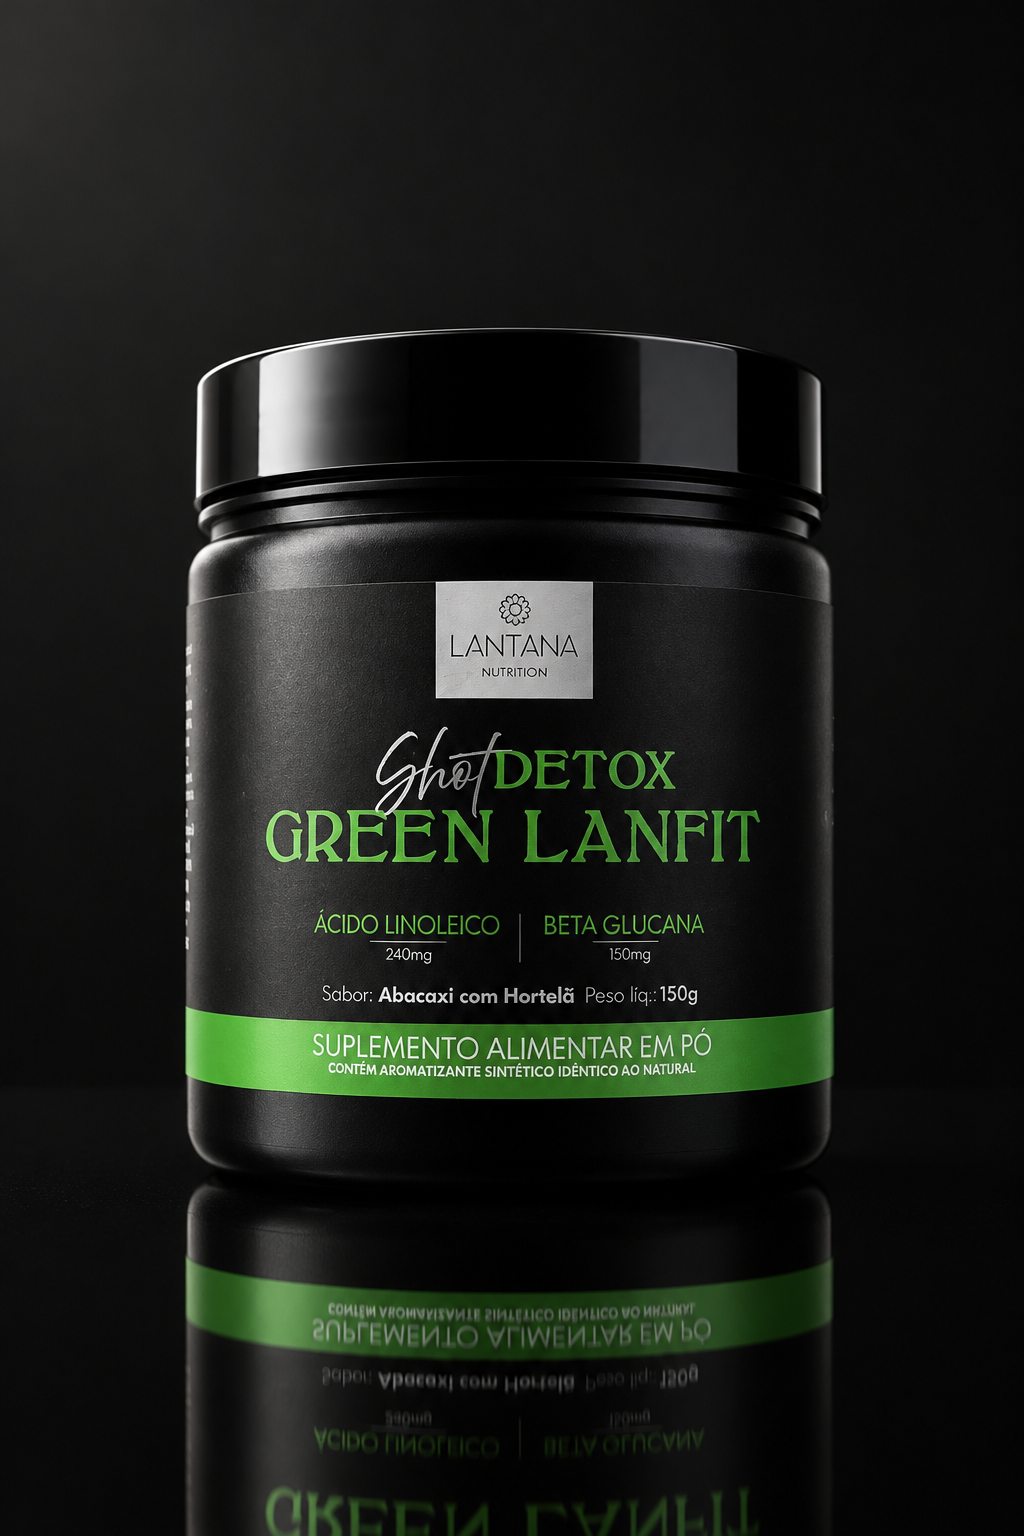 LANTANA
NUTRITION
Shot DETOX
GREEN LANFIT
ÁCIDO LINOLEICO
240mg
BETA GLUCANA
150mg
Sabor: Abacaxi com Hortelã Peso líq.: 150g
SUPLEMENTO ALIMENTAR EM PÓ
CONTÉM AROMATIZANTE SINTÉTICO IDÊNTICO AO NATURAL